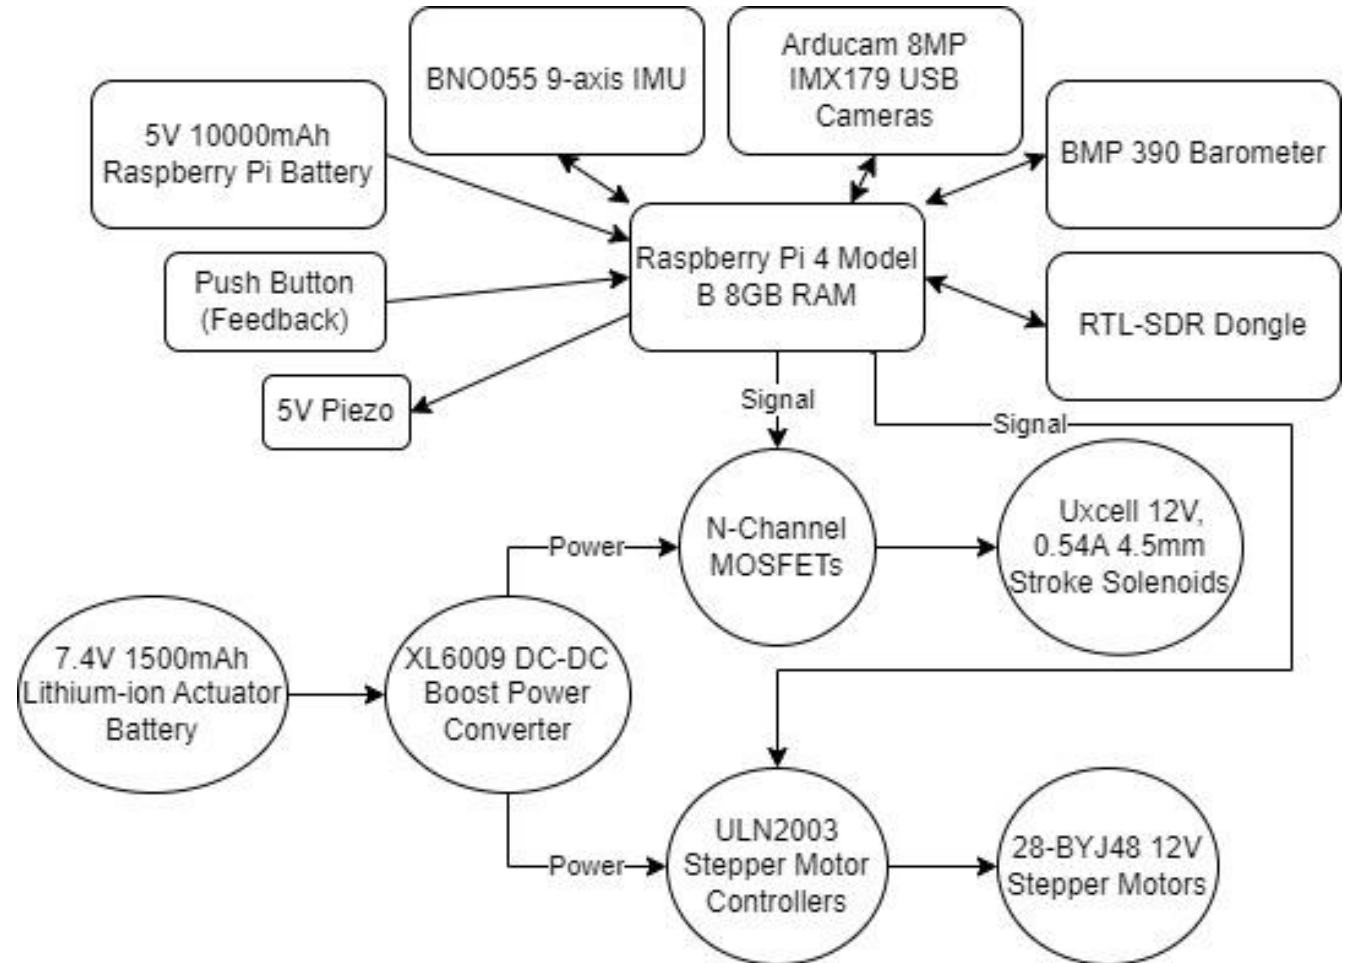 BNO055 9-axis IMU
Arducam 8MP
IMX179 USB
Cameras
5V 10000mAh
Raspberry Pi Battery
BMP 390 Barometer
Push Button
(Feedback)
Raspberry Pi 4 Model
B 8GB RAM
RTL-SDR Dongle
5V Piezo
Signal
Signal
N-Channel
MOSFETs
Uxcell 12V,
0.54A 4.5mm
Stroke Solenoids
Power
7.4V 1500mAh
Lithium-ion Actuator
Battery
XL6009 DC-DC
Boost Power
Converter
Power
ULN2003
Stepper Motor
Controllers
28-BYJ48 12V
Stepper Motors